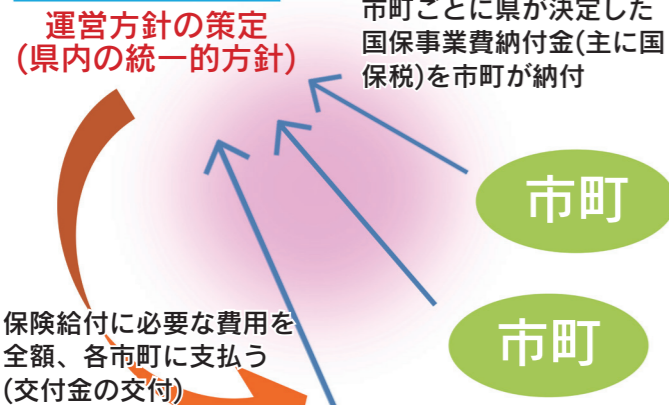 運営方針の策定
(県内の統一的方針)
市町ごとに県が決定した
国保事業費納付金(主に国
保税)を市町が納付
市町
市町
保険給付に必要な費用を
全額、各市町に支払う
(交付金の交付)